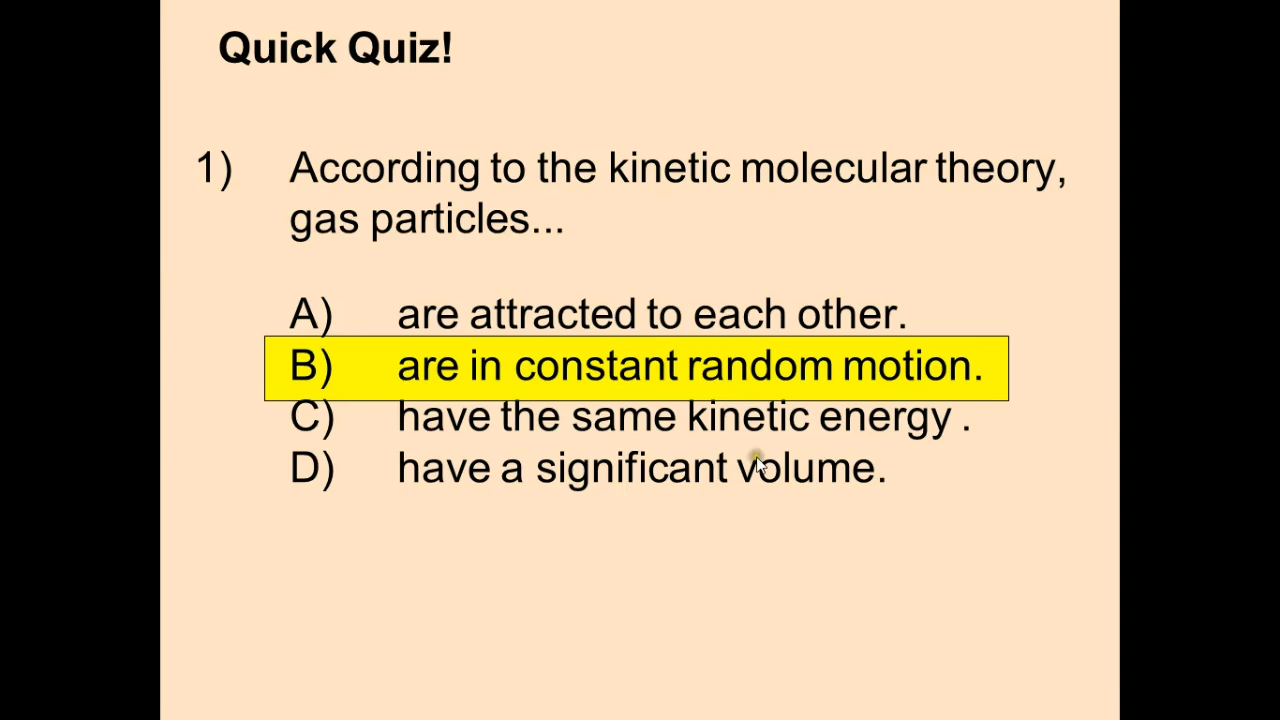 Quick Quiz!
1) According to the kinetic molecular theory,
gas particles...
A) are attracted to each other.
B) are in constant random motion.
C) have the same kinetic energy .
D) have a significant volume.